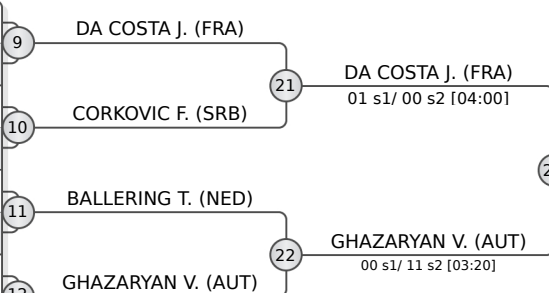 DA COSTA J. (FRA)
9
21
DA COSTA J. (FRA)
01 s1/ 00 s2 [04:00]
CORKOVIC F. (SRB)
10
BALLERING T. (NED)
11
22
GHAZARYAN V. (AUT)
00 s1/ 11 s2 [03:20]
GHAZARYAN V. (AUT)
12